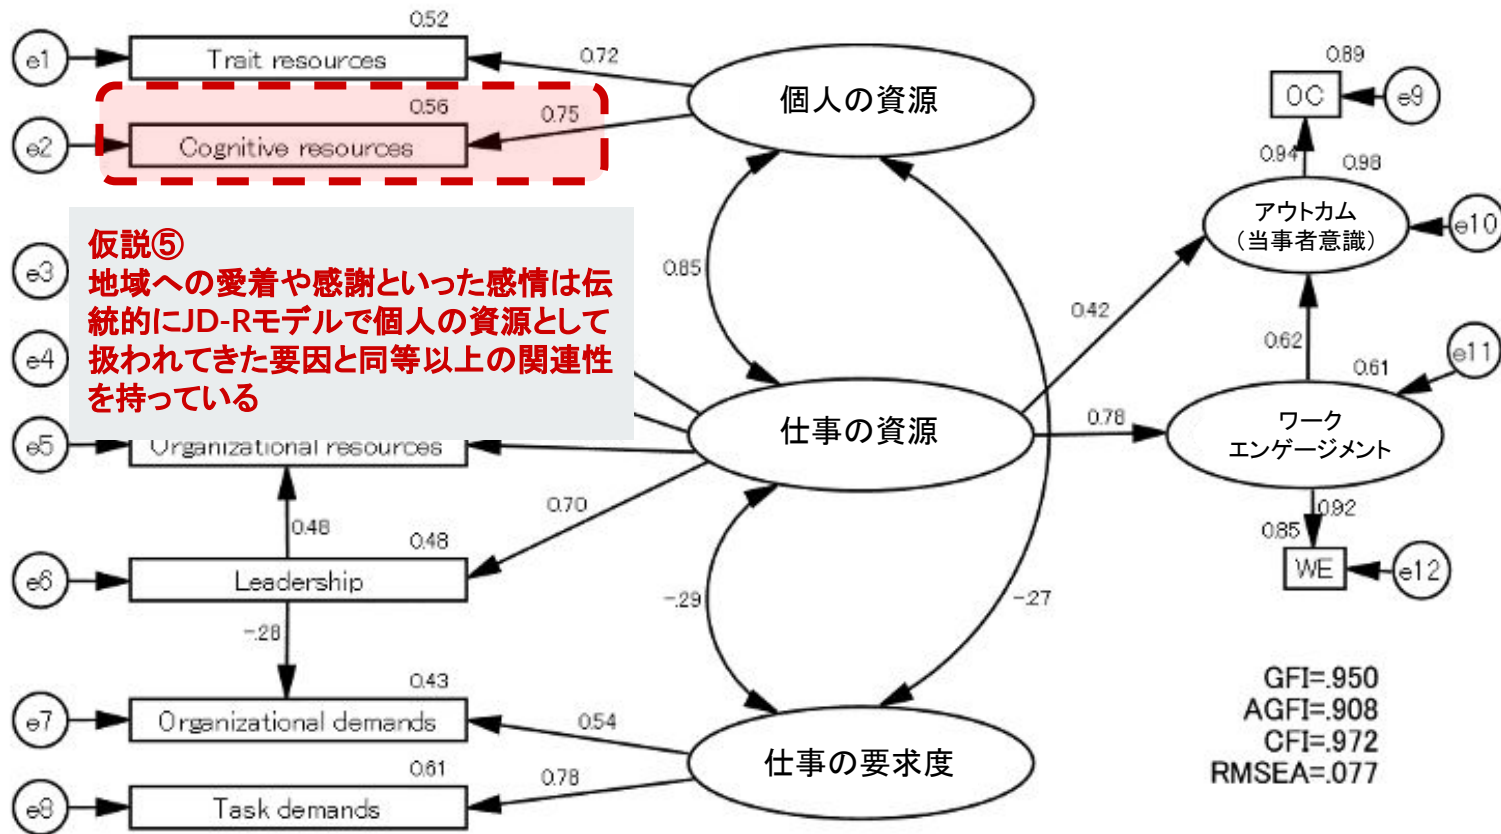 0.52
e1
Trait resources
0.72
個人の資源
0.56
0.75
e2
Cognitive resources
0.89
OC
e9
0.94
0.98
アウトカム
（当事者意識）
e10
仮説⑤
地域への愛着や感謝といった感情は伝
統的にJD-Rモデルで個人の資源として
扱われてきた要因と同等以上の関連性
を持っている
e3
e4
0.85
0.42
0.62
e11
0.61
e5
Organizational resources
仕事の資源
0.78
ワーク
エンゲージメント
0.70
0.48
0.48
e6
Leadership
0.92
0.85
WE
e12
-.28
-.29
-.27
0.43
e7
Organizational demands
0.54
仕事の要求度
0.61
0.78
e8
Task demands
GFI=.950
AGFI=.908
CFI=.972
RMSEA=.077